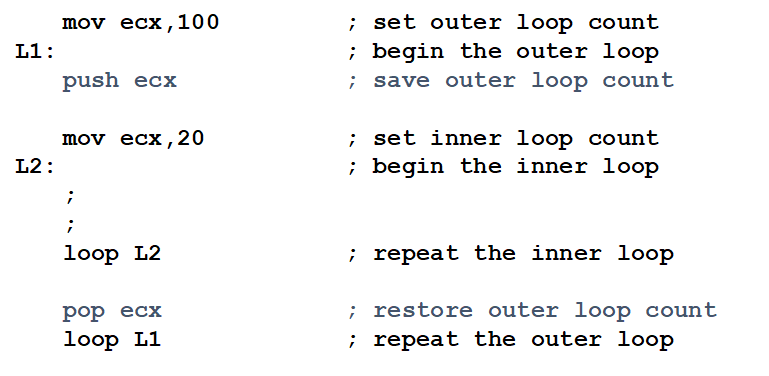 mov ecx,100 ; set outer loop count
L1: ; begin the outer loop
push ecx ; save outer loop count
mov ecx,20 ; set inner loop count
L2: ; begin the inner loop
;
;
loop L2 ; repeat the inner loop
pop ecx ; restore outer loop count
loop L1 ; repeat the outer loop